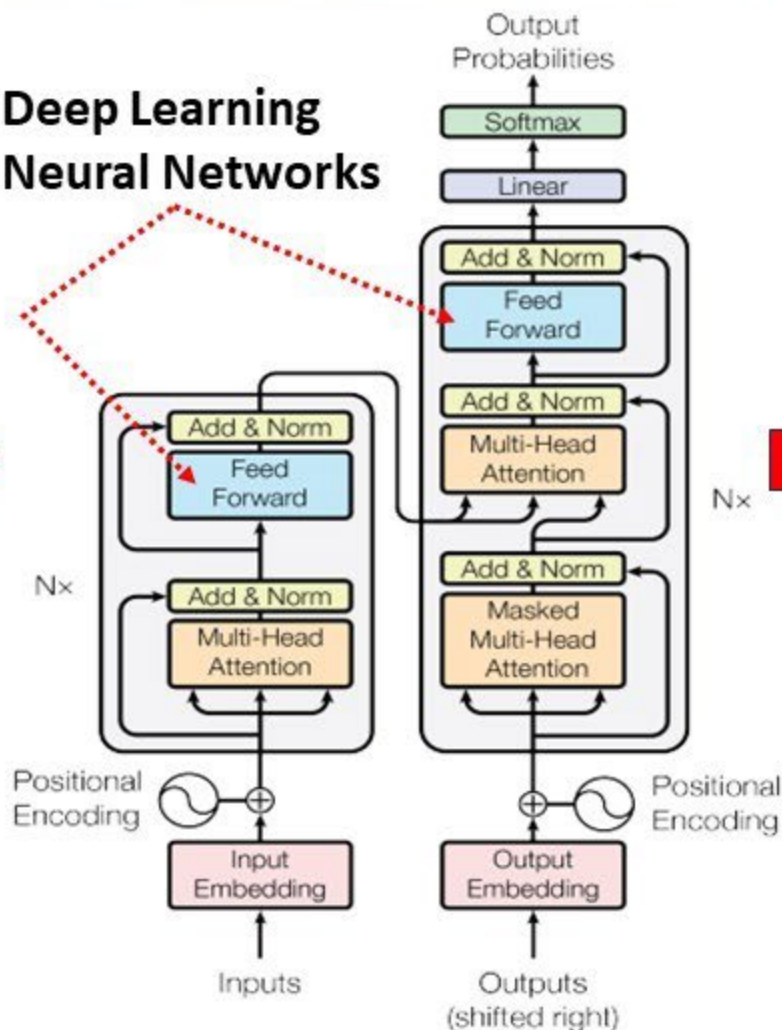 Output
Probabilities
Deep Learning
Neural Networks
Softmax
Linear
Add & Norm
Feed
Forward
Add & Norm
Multi-Head
Attention
Nx
Add & Norm
Masked
Multi-Head
Attention
Add & Norm
Feed
Forward
Nx
Add & Norm
Multi-Head
Attention
Positional
Encoding
Positional
Encoding
Input
Embedding
Output
Embedding
Inputs
Outputs
(shifted right)